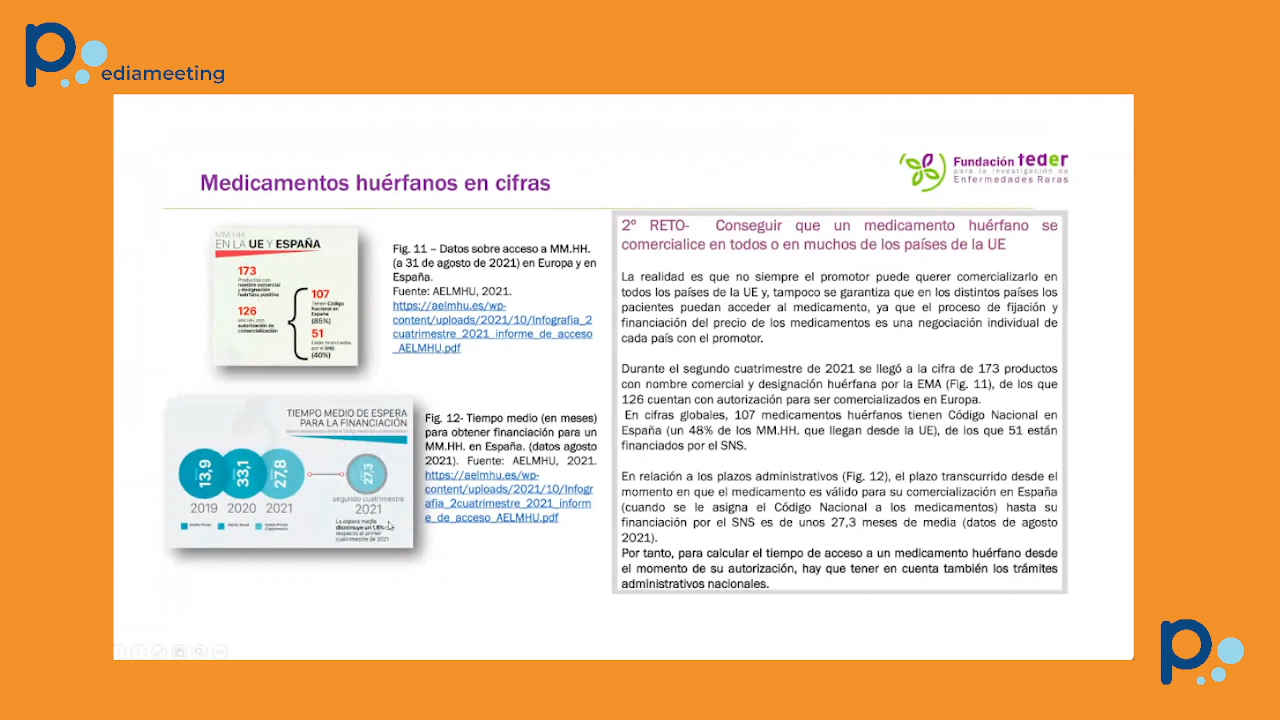 ediameeting
Fundación teder
para la investigación de
Enfermedades Raras
Medicamentos huérfanos en cifras
MM.HH.
EN LA UE Y ESPAÑA
173
Productos con
nombre comercial
y designación
huérfana positiva
126
MM.HH. con
autorización de
comercialización
107
Tienen Código
Nacional en
España
(85%)
51
Están financiados
por el SNS
(40%)
Fig. 11 – Datos sobre acceso a MM.HH.
(a 31 de agosto de 2021) en Europa y en
España.
Fuente: AELMHU, 2021.
https://aelmhu.es/wp-
content/uploads/2021/10/Infografia_2
cuatrimestre_2021_informe_de_acceso
_AELMHU.pdf
TIEMPO MEDIO DE ESPERA
PARA LA FINANCIACIÓN
13,9
33,1
27,8
27,3
2019 2020 2021
segundo cuatrimestre
2021
La espera media
disminuye un 1,8%
respecto al primer
cuatrimestre de 2021
Fig. 12- Tiempo medio (en meses)
para obtener financiación para un
MM.HH. en España. (datos agosto
2021). Fuente: AELMHU, 2021.
https://aelmhu.es/wp-
content/uploads/2021/10/Infogr
afia_2cuatrimestre_2021_inform
e_de_acceso_AELMHU.pdf
2º RETO- Conseguir que un medicamento huérfano se
comercialice en todos o en muchos de los países de la UE
La realidad es que no siempre el promotor puede querer comercializarlo en
todos los países de la UE y, tampoco se garantiza que en los distintos países los
pacientes puedan acceder al medicamento, ya que el proceso de fijación y
financiación del precio de los medicamentos es una negociación individual de
cada país con el promotor.
Durante el segundo cuatrimestre de 2021 se llegó a la cifra de 173 productos
con nombre comercial y designación huérfana por la EMA (Fig. 11), de los que
126 cuentan con autorización para ser comercializados en Europa.
En cifras globales, 107 medicamentos huérfanos tienen Código Nacional en
España (un 48% de los MM.HH. que llegan desde la UE), de los que 51 están
financiados por el SNS.
En relación a los plazos administrativos (Fig. 12), el plazo transcurrido desde el
momento en que el medicamento es válido para su comercialización en España
(cuando se le asigna el Código Nacional a los medicamentos) hasta su
financiación por el SNS es de unos 27,3 meses de media (datos de agosto
2021).
Por tanto, para calcular el tiempo de acceso a un medicamento huérfano desde
el momento de su autorización, hay que tener en cuenta también los trámites
administrativos nacionales.